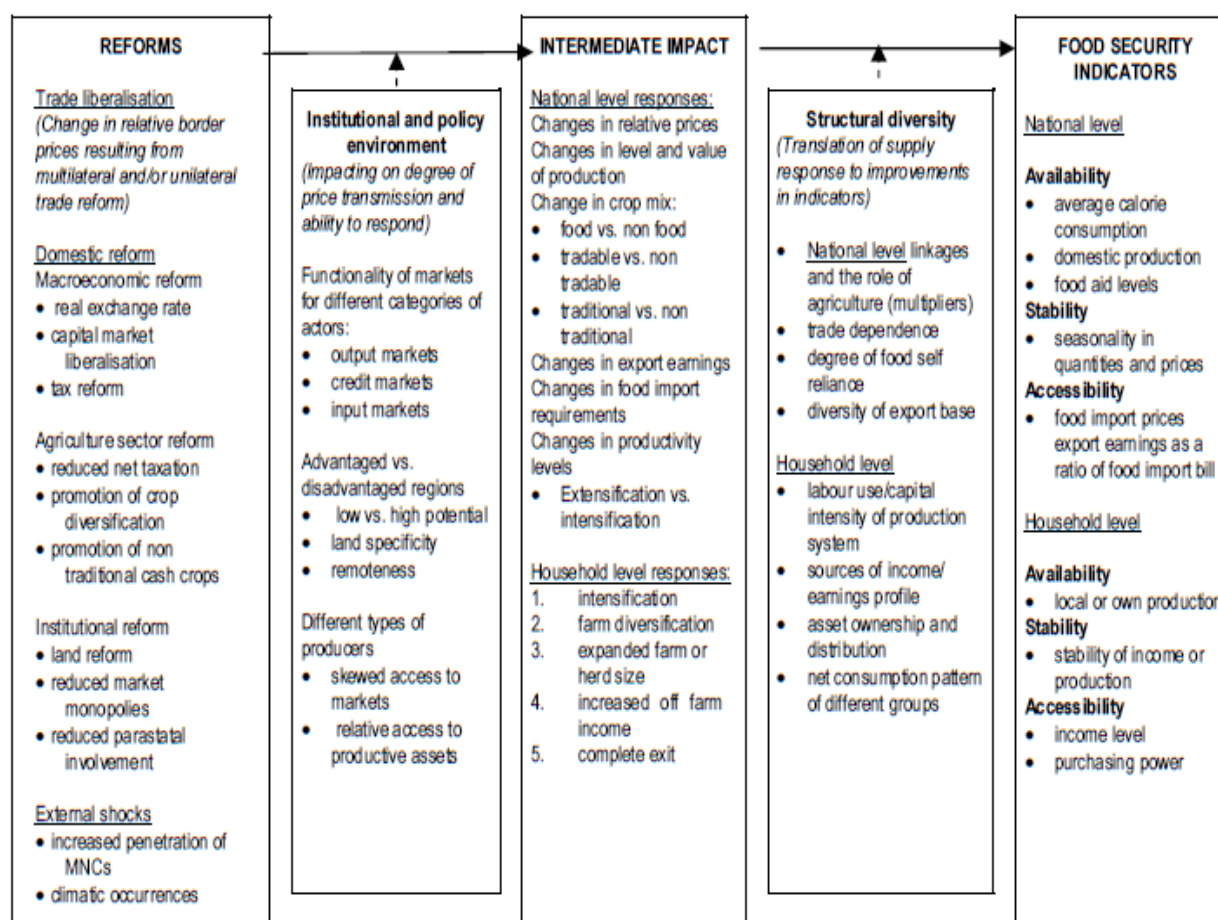 REFORMS
Trade liberalisation
(Change in relative border
prices resulting from
multilateral and/or unilateral
trade reform)
Domestic reform
Macroeconomic reform
• real exchange rate
• capital market
liberalisation
• tax reform
Agriculture sector reform
• reduced net taxation
• promotion of crop
diversification
• promotion of non
traditional cash crops
Institutional reform
• land reform
• reduced market
monopolies
• reduced parastatal
involvement
External shocks
• increased penetration of
MNCs
• climatic occurrences
Institutional and policy
environment
(Impacting on degree of
price transmission and
ability to respond)
Functionality of markets
for different categories of
actors:
• output markets
• credit markets
• input markets
Advantaged vs.
disadvantaged regions
• low vs. high potential
• land specificity
• remoteness
Different types of
producers
• skewed access to
markets
• relative access to
productive assets
INTERMEDIATE IMPACT
National level responses:
Changes in relative prices
Changes in level and value
of production
Change in crop mix:
• food vs. non food
• tradable vs. non
tradable
• traditional vs. non
traditional
Changes in export earnings
Changes in food import
requirements
Changes in productivity
levels
• Extensification vs.
intensification
Household level responses:
1. intensification
2. farm diversification
3. expanded farm or
herd size
4. increased off farm
income
5. complete exit
Structural diversity
(Translation of supply
response to improvements
in indicators)
• National level linkages
and the role of
agriculture (multipliers)
• trade dependence
• degree of food self
reliance
• diversity of export base
Household level
• labour use/capital
intensity of production
system
• sources of income/
earnings profile
• asset ownership and
distribution
• net consumption pattern
of different groups
FOOD SECURITY
INDICATORS
National level
Availability
• average calorie
consumption
• domestic production
• food aid levels
Stability
• seasonality in
quantities and prices
Accessibility
• food import prices
export earnings as a
ratio of food import bill
Household level
Availability
• local or own production
Stability
• stability of income or
production
Accessibility
• income level
• purchasing power